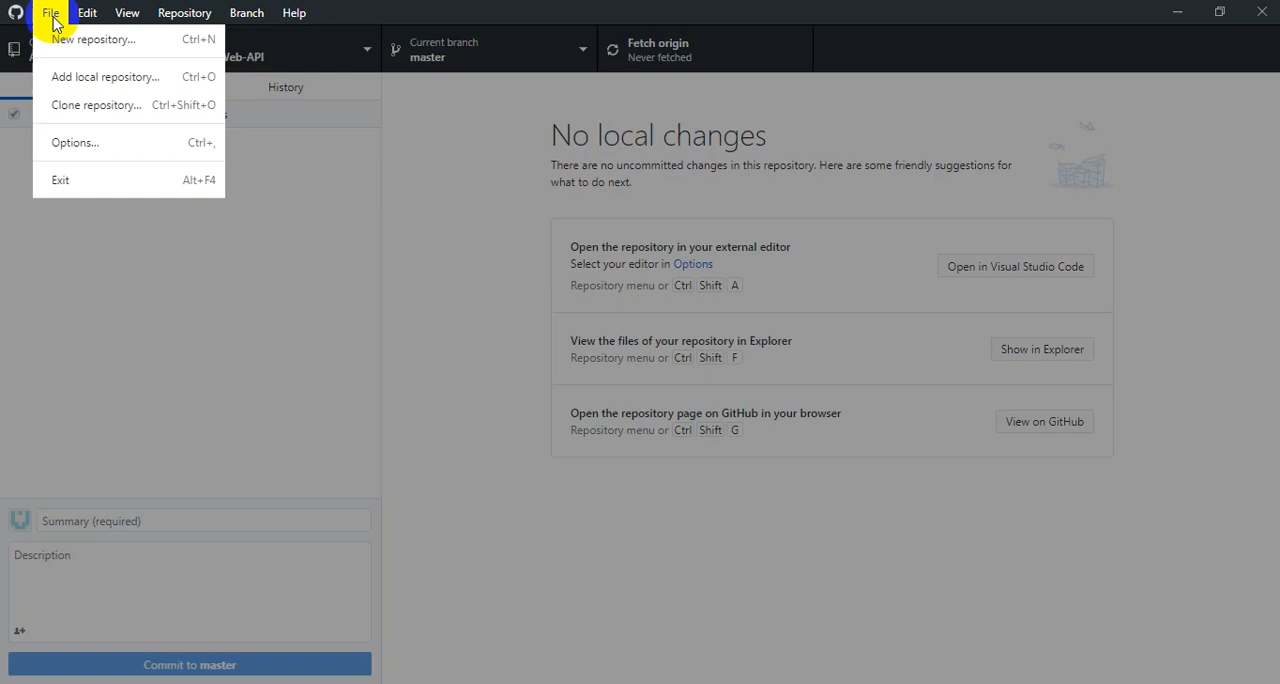 File Edit View Repository Branch Help
New repository... Ctrl+N
Add local repository... Ctrl+O
Clone repository... Ctrl+Shift+O
Options... Ctrl+,
Exit Alt+F4
Web-API
Current branch
master
Fetch origin
Never fetched
History
No local changes
There are no uncommitted changes in this repository. Here are some friendly suggestions for
what to do next.
Open the repository in your external editor
Select your editor in Options
Repository menu or Ctrl Shift A
Open in Visual Studio Code
View the files of your repository in Explorer
Repository menu or Ctrl Shift F
Show in Explorer
Open the repository page on GitHub in your browser
Repository menu or Ctrl Shift G
View on GitHub
Summary (required)
Description
Commit to master